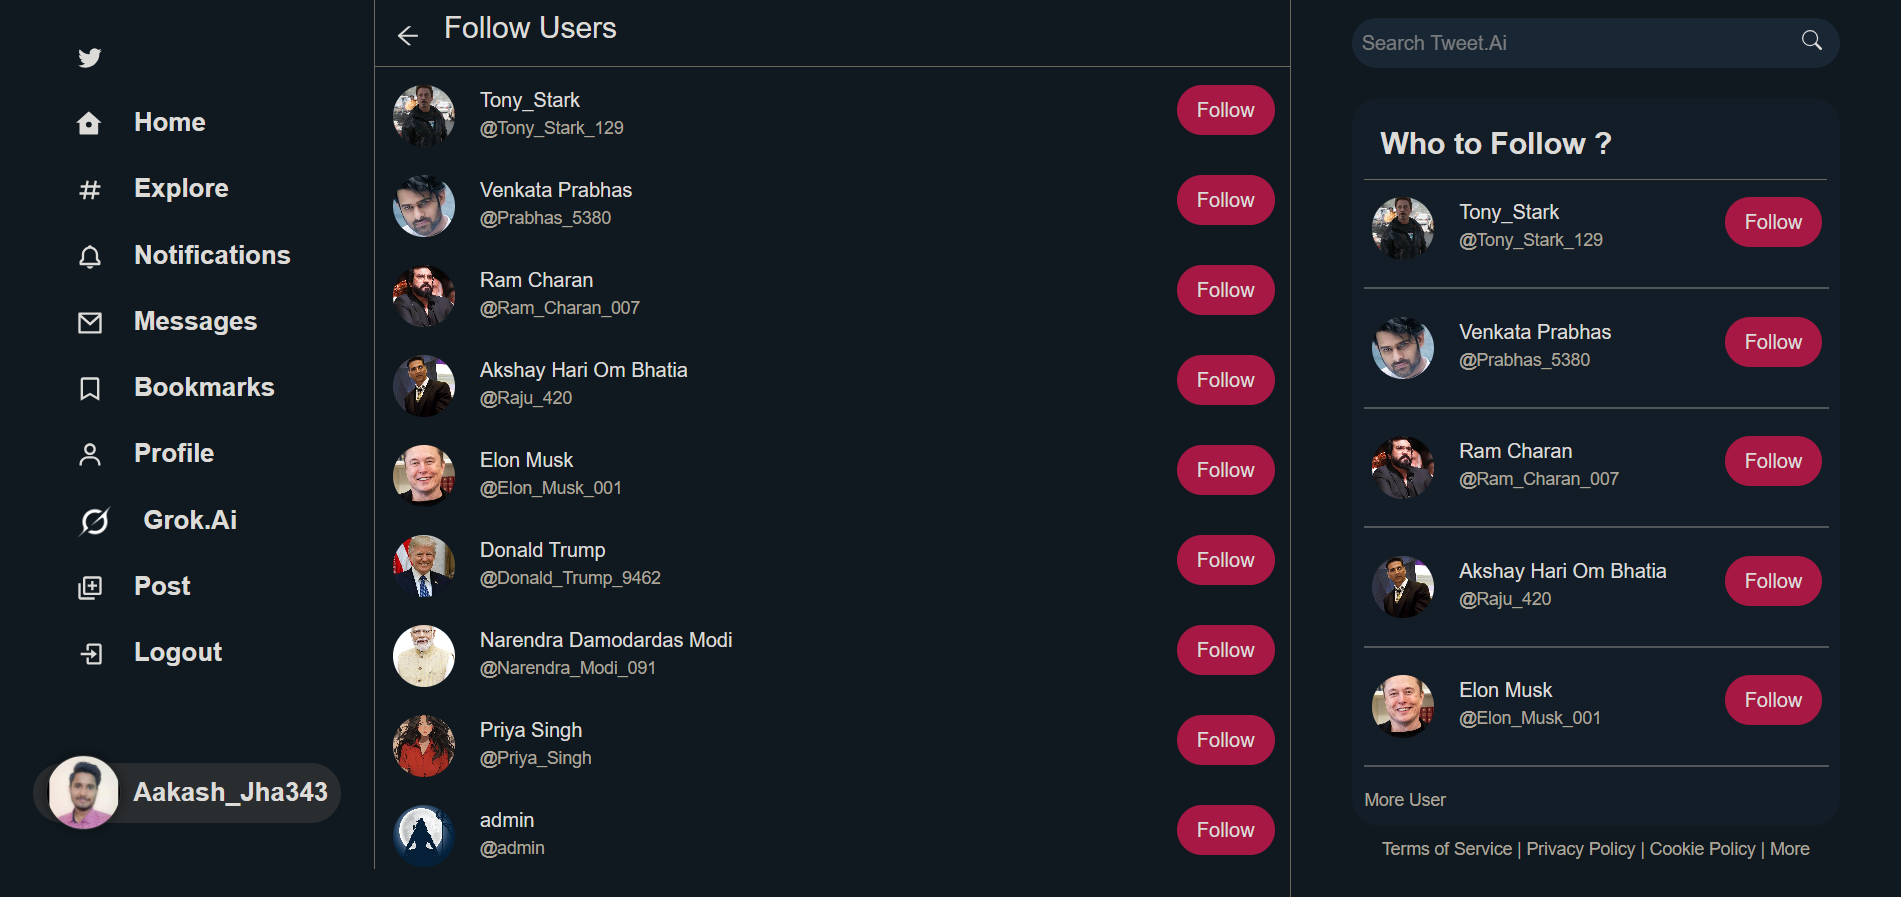 Home
Explore
Notifications
Messages
Bookmarks
Profile
Grok.Ai
Post
Logout
Aakash_Jha343
Follow Users
Tony_Stark
@Tony_Stark_129
Follow
Venkata Prabhas
@Prabhas_5380
Follow
Ram Charan
@Ram_Charan_007
Follow
Akshay Hari Om Bhatia
@Raju_420
Follow
Elon Musk
@Elon_Musk_001
Follow
Donald Trump
@Donald_Trump_9462
Follow
Narendra Damodardas Modi
@Narendra_Modi_091
Follow
Priya Singh
@Priya_Singh
Follow
admin
@admin
Follow
Search Tweet.Ai
Who to Follow ?
Tony_Stark
@Tony_Stark_129
Follow
Venkata Prabhas
@Prabhas_5380
Follow
Ram Charan
@Ram_Charan_007
Follow
Akshay Hari Om Bhatia
@Raju_420
Follow
Elon Musk
@Elon_Musk_001
Follow
More User
Terms of Service | Privacy Policy | Cookie Policy | More